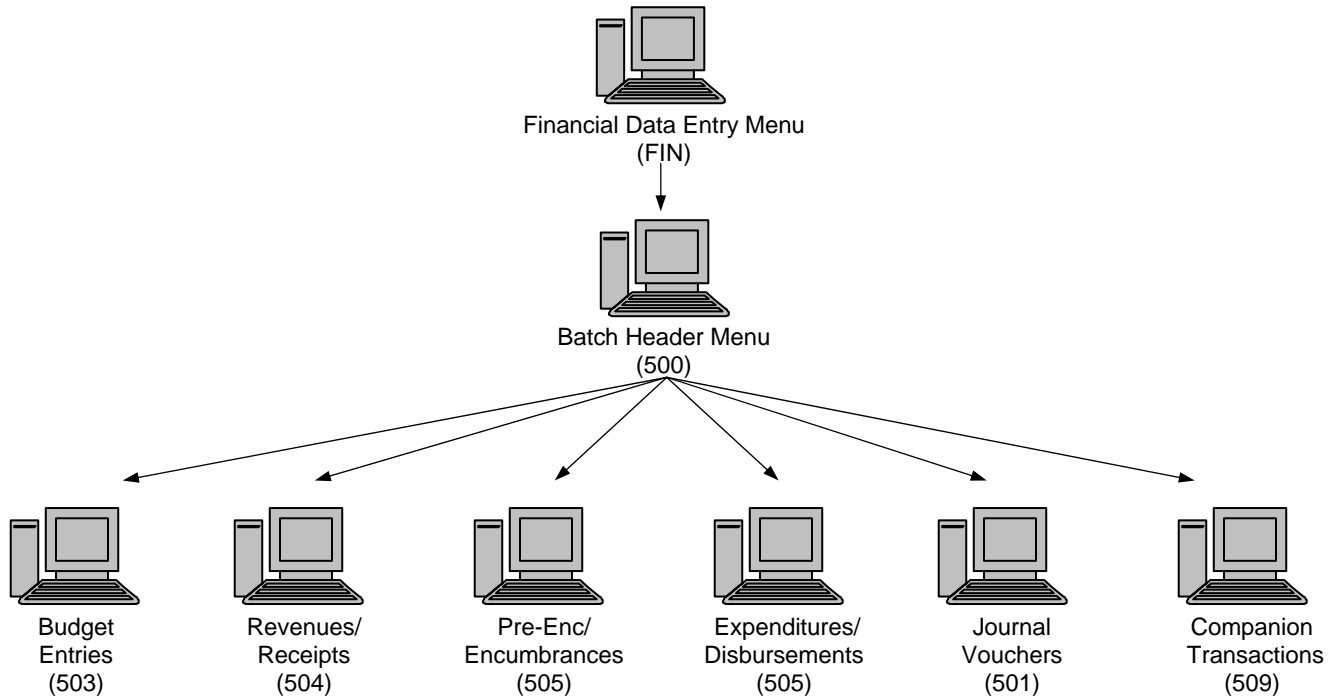 Financial Data Entry Menu
(FIN)
Batch Header Menu
(500)
Budget
Entries
(503)
Revenues/
Receipts
(504)
Pre-Enc/
Encumbrances
(505)
Expenditures/
Disbursements
(505)
Journal
Vouchers
(501)
Companion
Transactions
(509)